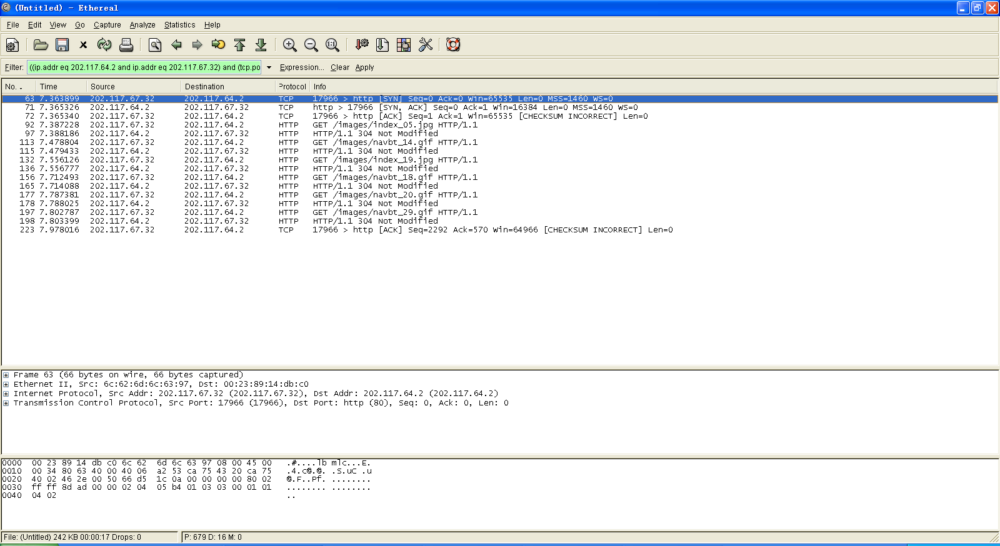 (Untitled) - Ethereal
File Edit View Go Capture Analyze Statistics Help
Filter: ((ip.addr eq 202.117.64.2 and ip.addr eq 202.117.67.32) and (tcp.po Expression... Clear Apply
No. . Time Source Destination Protocol Info
63 7.363899 202.117.67.32 202.117.64.2 TCP 17966 > http [SYN] Seq=0 Ack=0 Win=65535 Len=0 MSS=1460 WS=0
71 7.365326 202.117.64.2 202.117.67.32 TCP http > 17966 [SYN, ACK] Seq=0 Ack=1 Win=16384 Len=0 MSS=1460 WS=0
72 7.365340 202.117.67.32 202.117.64.2 TCP 17966 > http [ACK] Seq=1 Ack=1 Win=65535 [CHECKSUM INCORRECT] Len=0
92 7.387228 202.117.67.32 202.117.64.2 HTTP GET /images/index_05.jpg HTTP/1.1
97 7.388186 202.117.64.2 202.117.67.32 HTTP HTTP/1.1 304 Not Modified
113 7.478804 202.117.67.32 202.117.64.2 HTTP GET /images/navbt_14.gif HTTP/1.1
115 7.479433 202.117.64.2 202.117.67.32 HTTP HTTP/1.1 304 Not Modified
132 7.556126 202.117.67.32 202.117.64.2 HTTP GET /images/index_19.jpg HTTP/1.1
136 7.556777 202.117.64.2 202.117.67.32 HTTP HTTP/1.1 304 Not Modified
156 7.712493 202.117.67.32 202.117.64.2 HTTP GET /images/navbt_18.gif HTTP/1.1
165 7.714088 202.117.64.2 202.117.67.32 HTTP HTTP/1.1 304 Not Modified
177 7.787381 202.117.67.32 202.117.64.2 HTTP GET /images/navbt_20.gif HTTP/1.1
178 7.788025 202.117.64.2 202.117.67.32 HTTP HTTP/1.1 304 Not Modified
197 7.802787 202.117.67.32 202.117.64.2 HTTP GET /images/navbt_29.gif HTTP/1.1
198 7.803399 202.117.64.2 202.117.67.32 HTTP HTTP/1.1 304 Not Modified
223 7.978016 202.117.67.32 202.117.64.2 TCP 17966 > http [ACK] Seq=2292 Ack=570 Win=64966 [CHECKSUM INCORRECT] Len=0
Frame 63 (66 bytes on wire, 66 bytes captured)
Ethernet II, Src: 6c:62:6d:6c:63:97, Dst: 00:23:89:14:db:c0
Internet Protocol, Src Addr: 202.117.67.32 (202.117.67.32), Dst Addr: 202.117.64.2 (202.117.64.2)
Transmission Control Protocol, Src Port: 17966 (17966), Dst Port: http (80), Seq: 0, Ack: 0, Len: 0
0000 00 23 89 14 db c0 6c 62 6d 6c 63 97 08 00 45 00 .#....lb mlc...E.
0010 00 34 80 63 40 00 40 06 a2 53 ca 75 43 20 ca 75 .4.c@.@. .S.uC .u
0020 40 02 46 2e 00 50 66 d5 1c 0a 00 00 00 00 80 02 @.F..Pf. ........
0030 ff ff 8d ad 00 00 02 04 05 b4 01 03 03 00 01 01 ........ ........
0040 04 02 ..
File: (Untitled) 242 KB 00:00:17 Drops: 0 P: 679 D: 16 M: 0